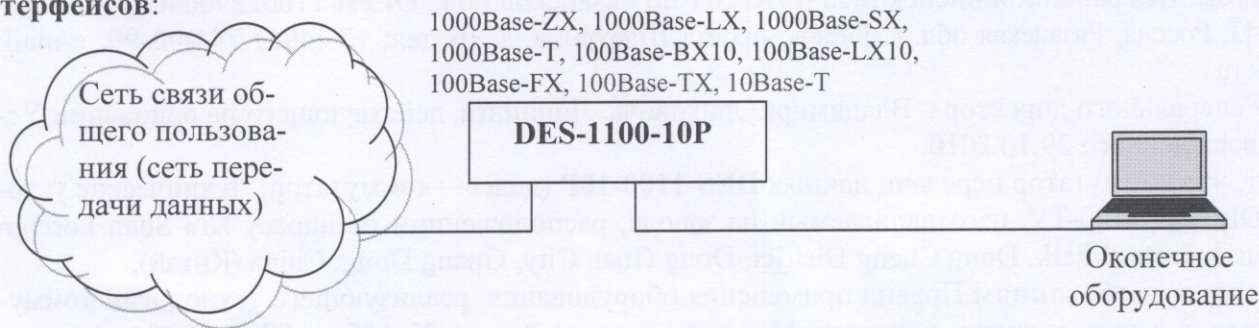 терфейсов:
1000Base-ZX, 1000Base-LX, 1000Base-SX,
1000Base-T, 100Base-BX10, 100Base-LX10,
100Base-FX, 100Base-TX, 10Base-T
Сеть связи об-
щего пользова-
ния (сеть пере-
дачи данных)
DES-1100-10P
Оконечное
оборудование